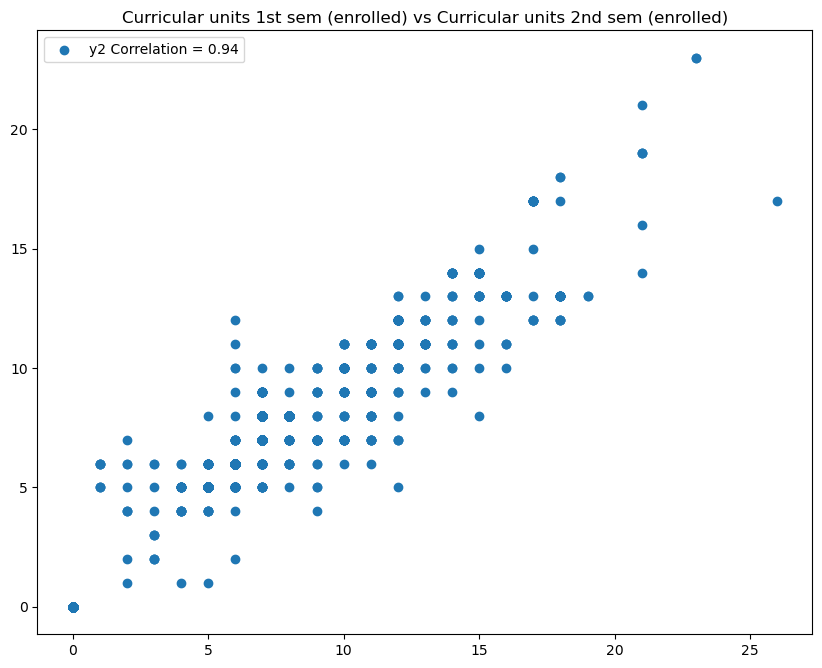 Curricular units 1st sem (enrolled) vs Curricular units 2nd sem (enrolled)
y2 Correlation = 0.94
20
15
10
5
0
0 5 10 15 20 25